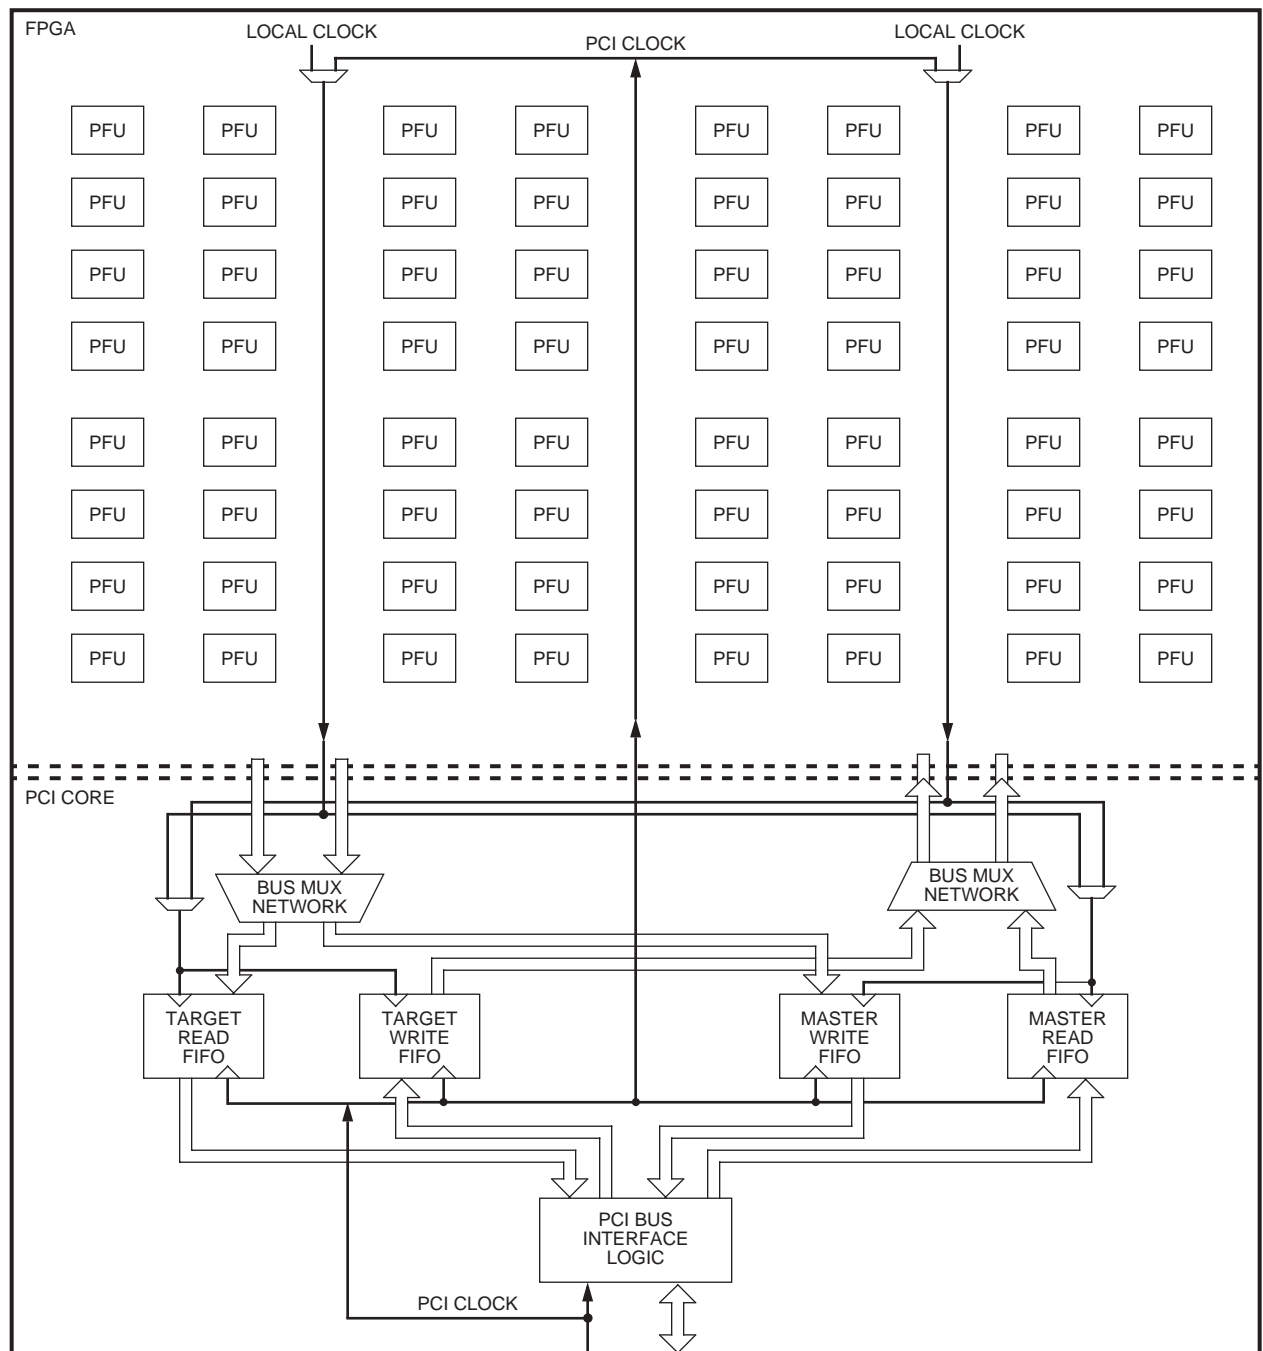 FPGA
LOCAL CLOCK
PCI CLOCK
LOCAL CLOCK
PFU PFU PFU PFU PFU PFU PFU PFU
PFU PFU PFU PFU PFU PFU PFU PFU
PFU PFU PFU PFU PFU PFU PFU PFU
PFU PFU PFU PFU PFU PFU PFU PFU
PFU PFU PFU PFU PFU PFU PFU PFU
PFU PFU PFU PFU PFU PFU PFU PFU
PFU PFU PFU PFU PFU PFU PFU PFU
PFU PFU PFU PFU PFU PFU PFU PFU
PCI CORE
BUS MUX
NETWORK
BUS MUX
NETWORK
TARGET
READ
FIFO
TARGET
WRITE
FIFO
MASTER
WRITE
FIFO
MASTER
READ
FIFO
PCI BUS
INTERFACE
LOGIC
PCI CLOCK